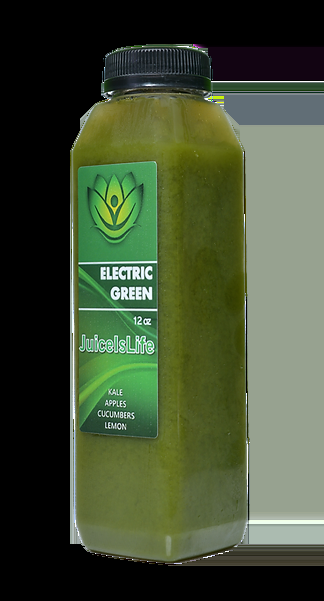 ELECTRIC
GREEN
12 oz
JuiceIsLife
KALE
APPLES
CUCUMBERS
LEMON